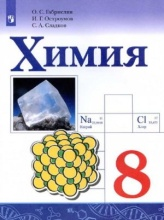 О. С. Габриелян
И. Г. Остроумов
С. А. Сладков
Химия
Na
Cl
Натрий
Хлор
8